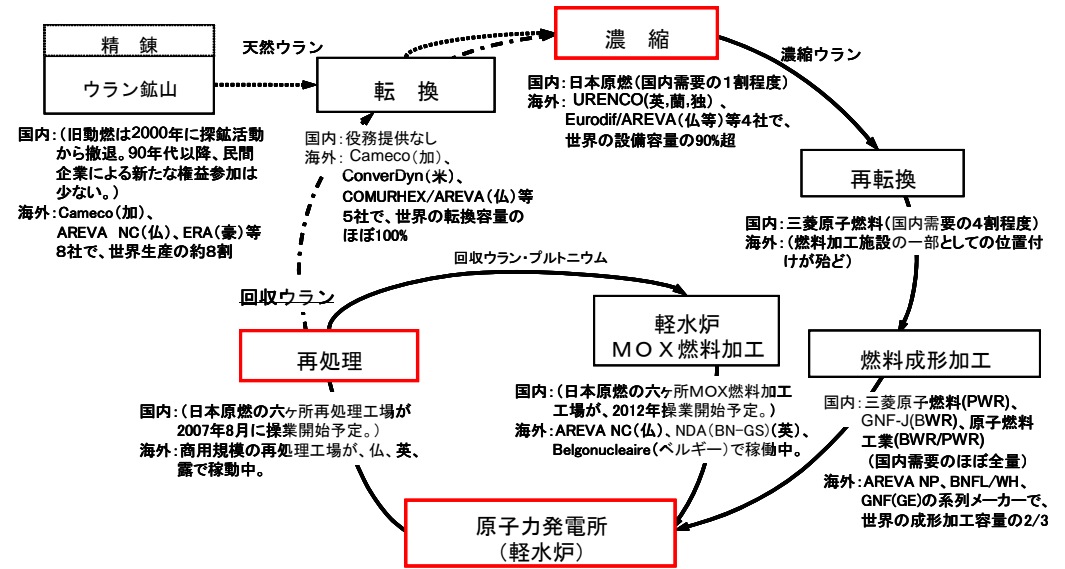 精　錬
ウラン鉱山
天然ウラン
転　換
濃　縮
濃縮ウラン
国内：（旧動燃は2000年に探鉱活動
から撤退。90年代以降、民間
企業による新たな権益参加は
少ない。）
海外：Cameco（加）、
AREVA NC（仏）、ERA（豪）等
８社で、世界生産の約８割
国内：役務提供なし
海外： Cameco（加）、
ConverDyn（米）、
COMURHEX/AREVA（仏）等
５社で、世界の転換容量の
ほぼ100%
国内：日本原燃（国内需要の１割程度）
海外： URENCO(英,蘭,独) 、
Eurodif/AREVA（仏等）等４社で、
世界の設備容量の90%超
再転換
国内：三菱原子燃料（国内需要の４割程度）
海外：（燃料加工施設の一部としての位置付
けが殆ど）
回収ウラン・プルトニウム
回収ウラン
再処理
軽水炉
ＭＯＸ燃料加工
燃料成形加工
国内：（日本原燃の六ヶ所再処理工場が
2007年8月に操業開始予定。）
海外：商用規模の再処理工場が、仏、英、
露で稼動中。
国内：（日本原燃の六ヶ所ＭＯＸ燃料加工
工場が、2012年操業開始予定。）
海外：AREVA NC（仏）、NDA（BN-GS）（英）、
Belgonucleaire（ベルギー）で稼働中。
国内：三菱原子燃料(PWR)、
GNF-J(BWR)、原子燃料
工業(BWR/PWR)
（国内需要のほぼ全量）
海外：AREVA NP、BNFL/WH、
GNF(GE)の系列メーカーで、
世界の成形加工容量の2/3
原子力発電所
（軽水炉）